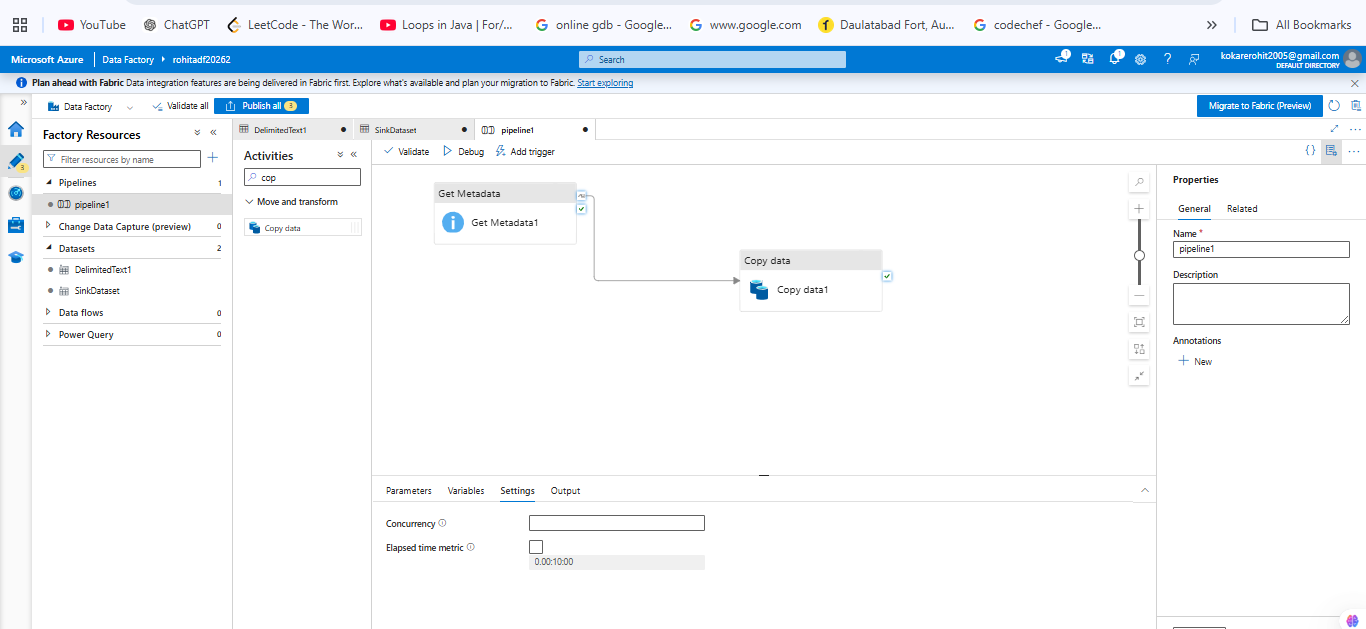 YouTube ChatGPT LeetCode - The Wor... Loops in Java | For/... online gdb - Google... www.google.com Daulatabad Fort, Au... codechef - Google... » All Bookmarks
Microsoft Azure Data Factory rohitadf20262 Search 1 1 kokarerohit2005@gmail.com
DEFAULT DIRECTORY
Plan ahead with Fabric Data integration features are being delivered in Fabric first. Explore what's available and plan your migration to Fabric. Start exploring
Data Factory Validate all Publish all 3 Migrate to Fabric (Preview)
Factory Resources
DelimitedText1 SinkDataset pipeline1
Filter resources by name
Activities
Validate Debug Add trigger
3
cop
Pipelines 1
pipeline1
Move and transform
Change Data Capture (preview) 0
Copy data
Datasets 2
DelimitedText1
SinkDataset
Data flows 0
Power Query 0
Get Metadata
Get Metadata1
Copy data
Copy data1
Properties
General Related
Name *
pipeline1
Description
Annotations
New
Parameters Variables Settings Output
Concurrency
Elapsed time metric
0.00:10:00